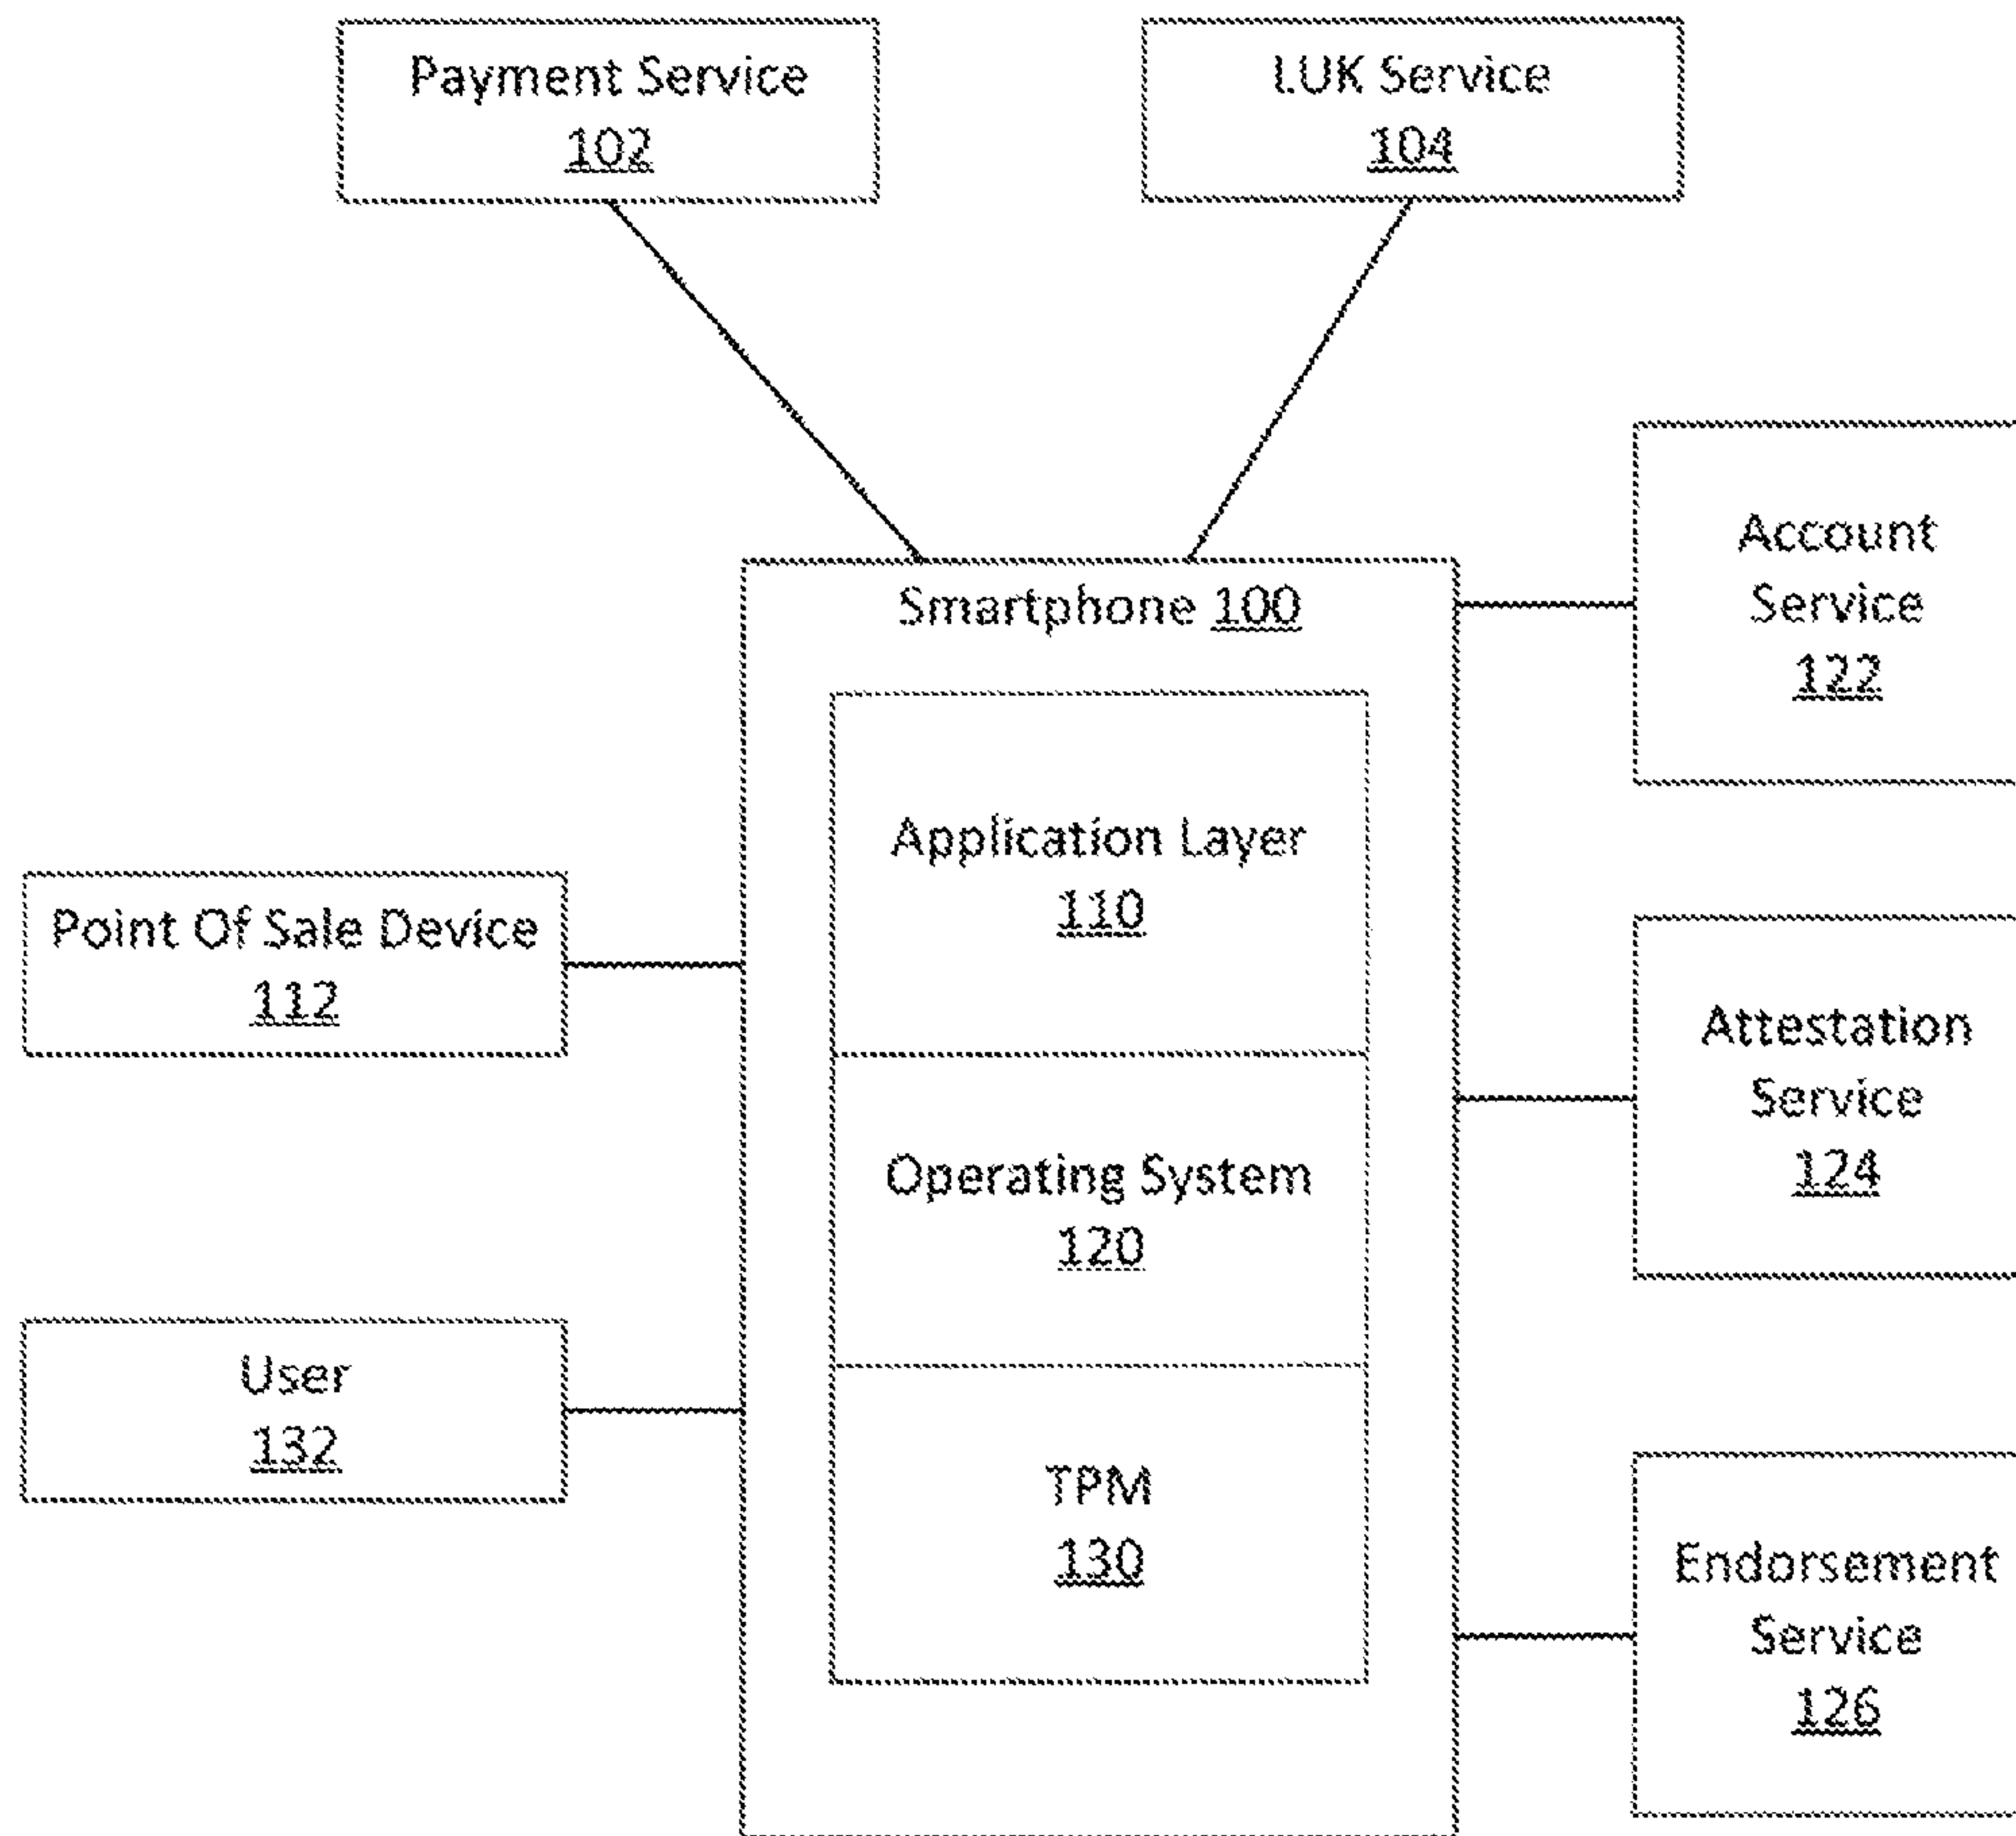 Payment Service
102
LUK Service
104
Smartphone 100
Account
Service
122
Application Layer
110
Point Of Sale Device
112
Attestation
Service
124
Operating System
120
User
132
TPM
130
Endorsement
Service
126